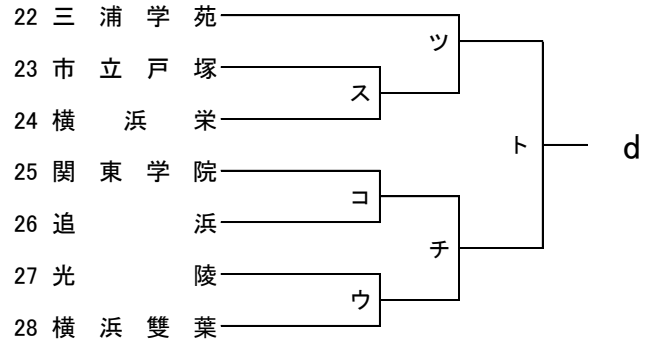 22 三浦学苑
ツ
23 市立戸塚
ス
24 横浜栄
ト d
25 関東学院
コ
26 追浜
チ
27 光陵
ウ
28 横浜雙葉